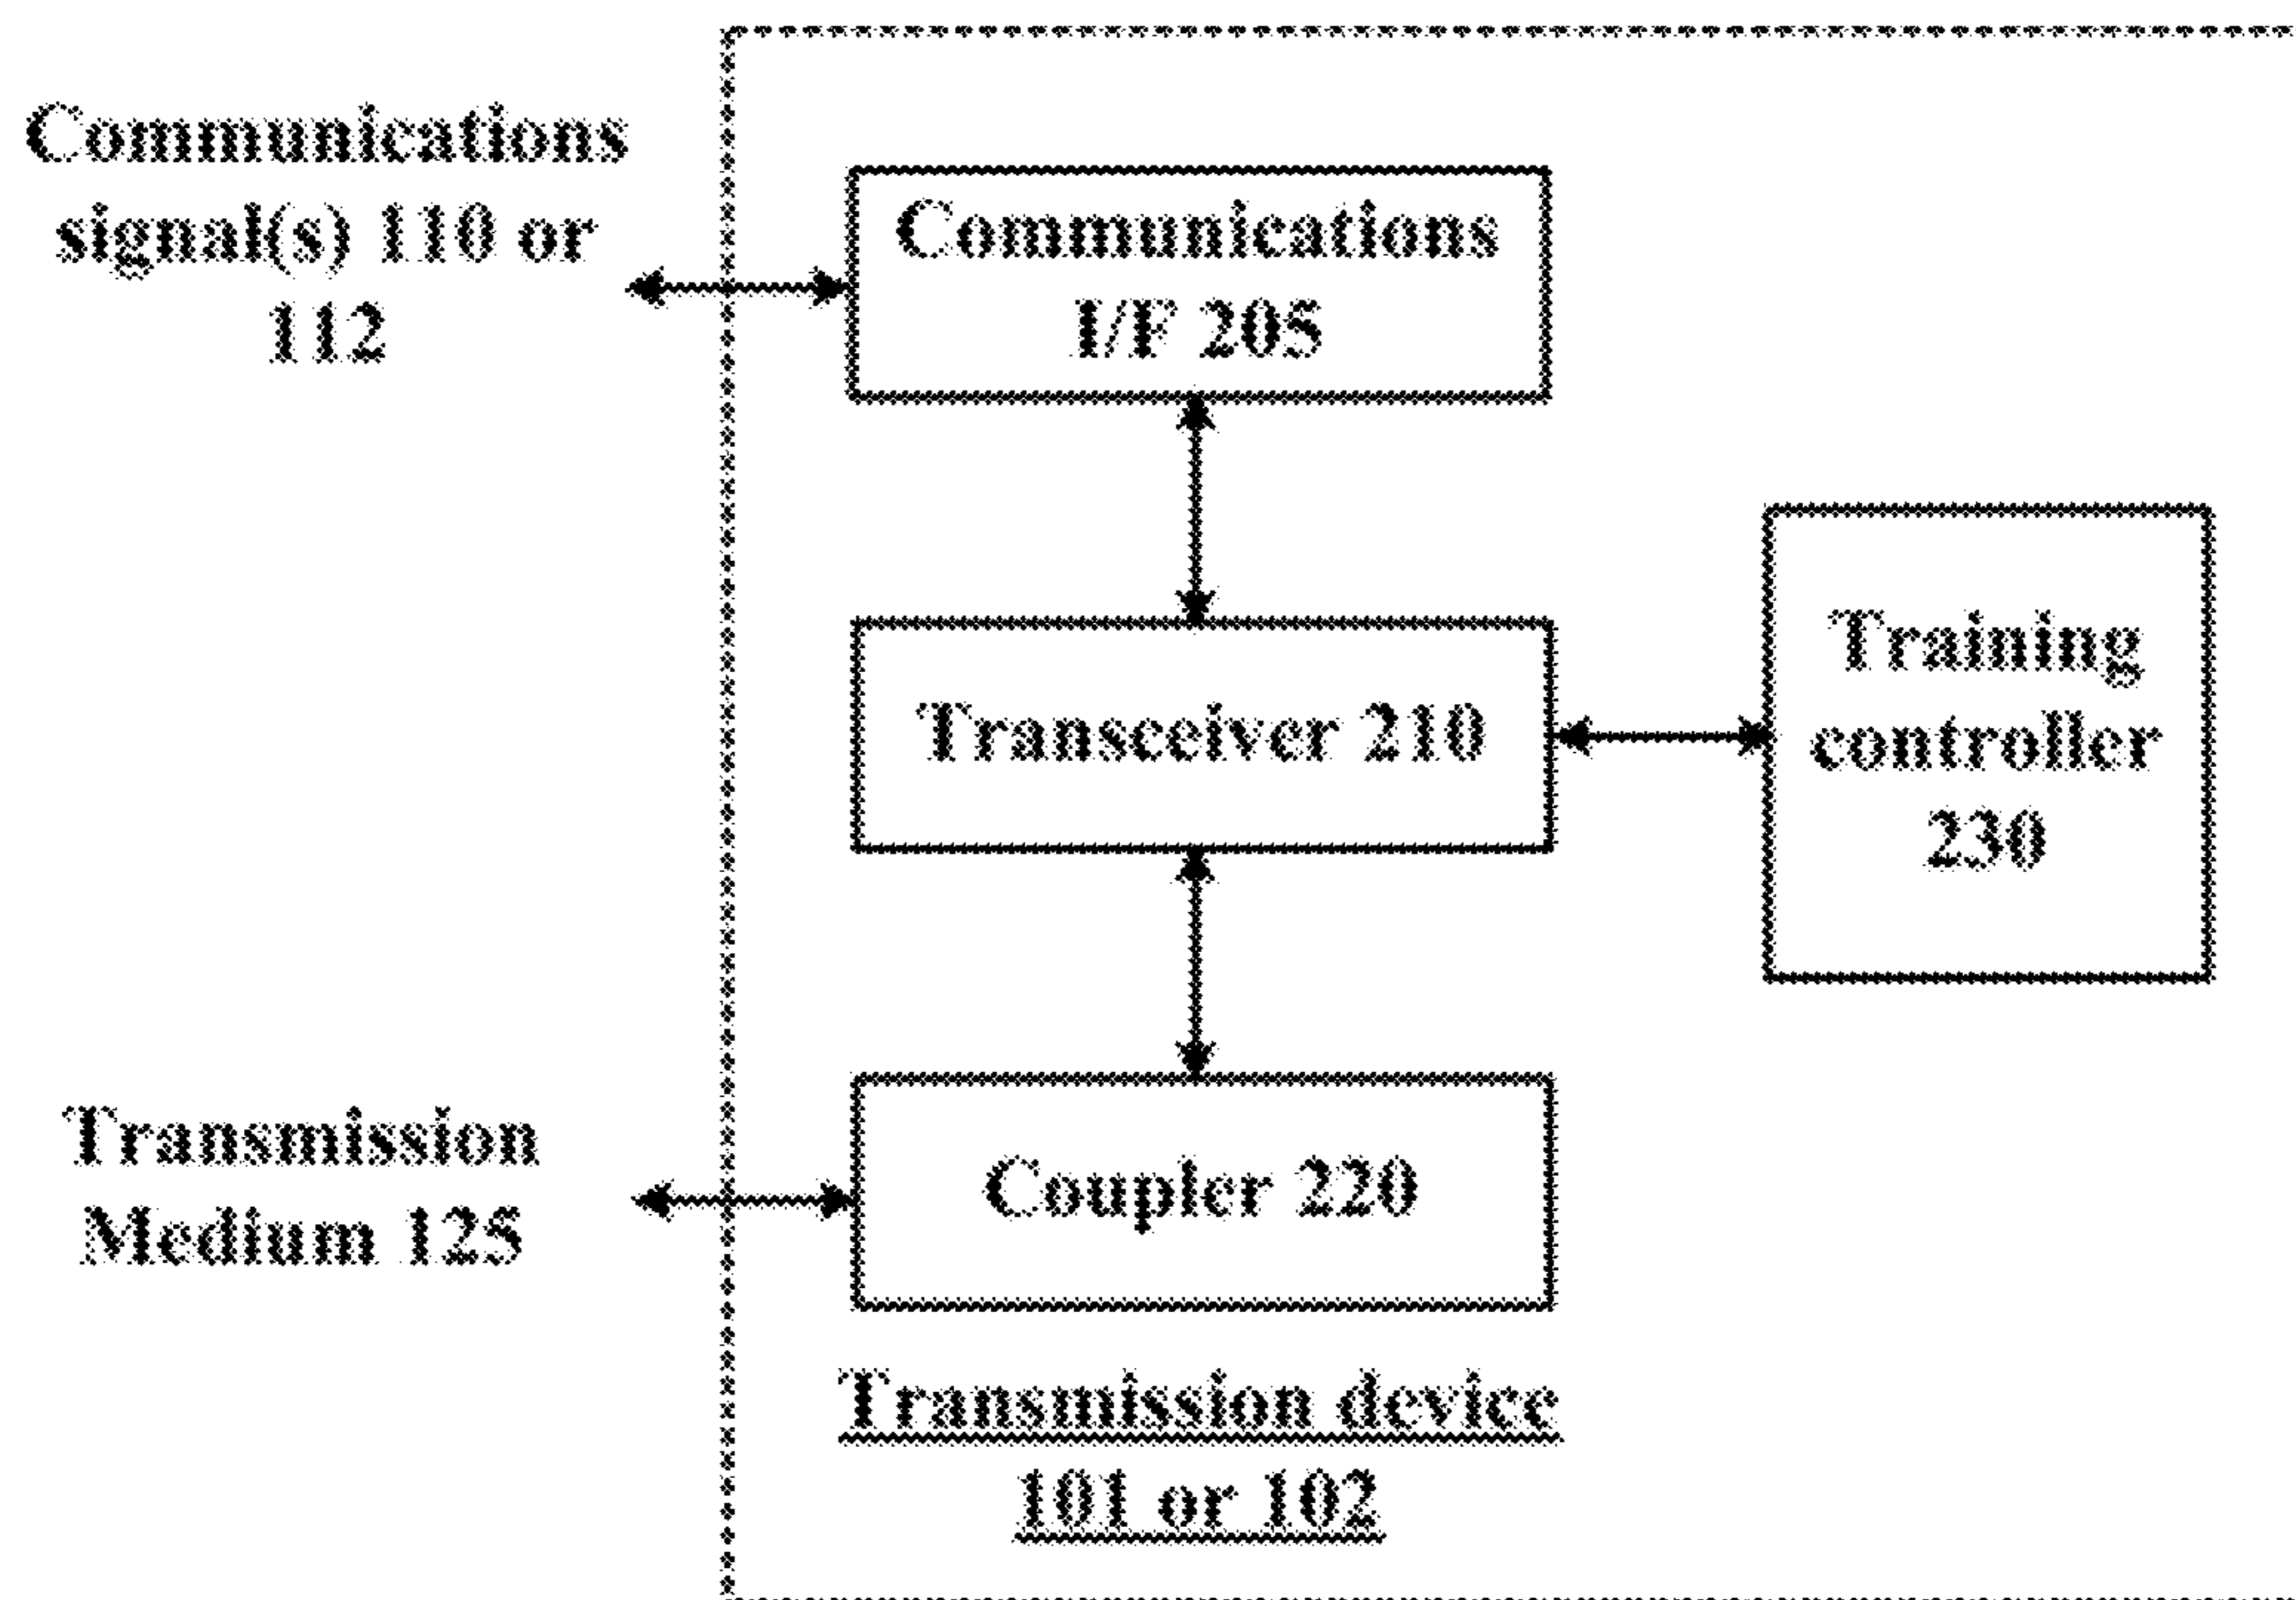 Communications
signal(s) 110 or
112
Communications
I/F 205
Transceiver 210
Training
controller
230
Transmission
Medium 125
Coupler 220
Transmission device
101 or 102